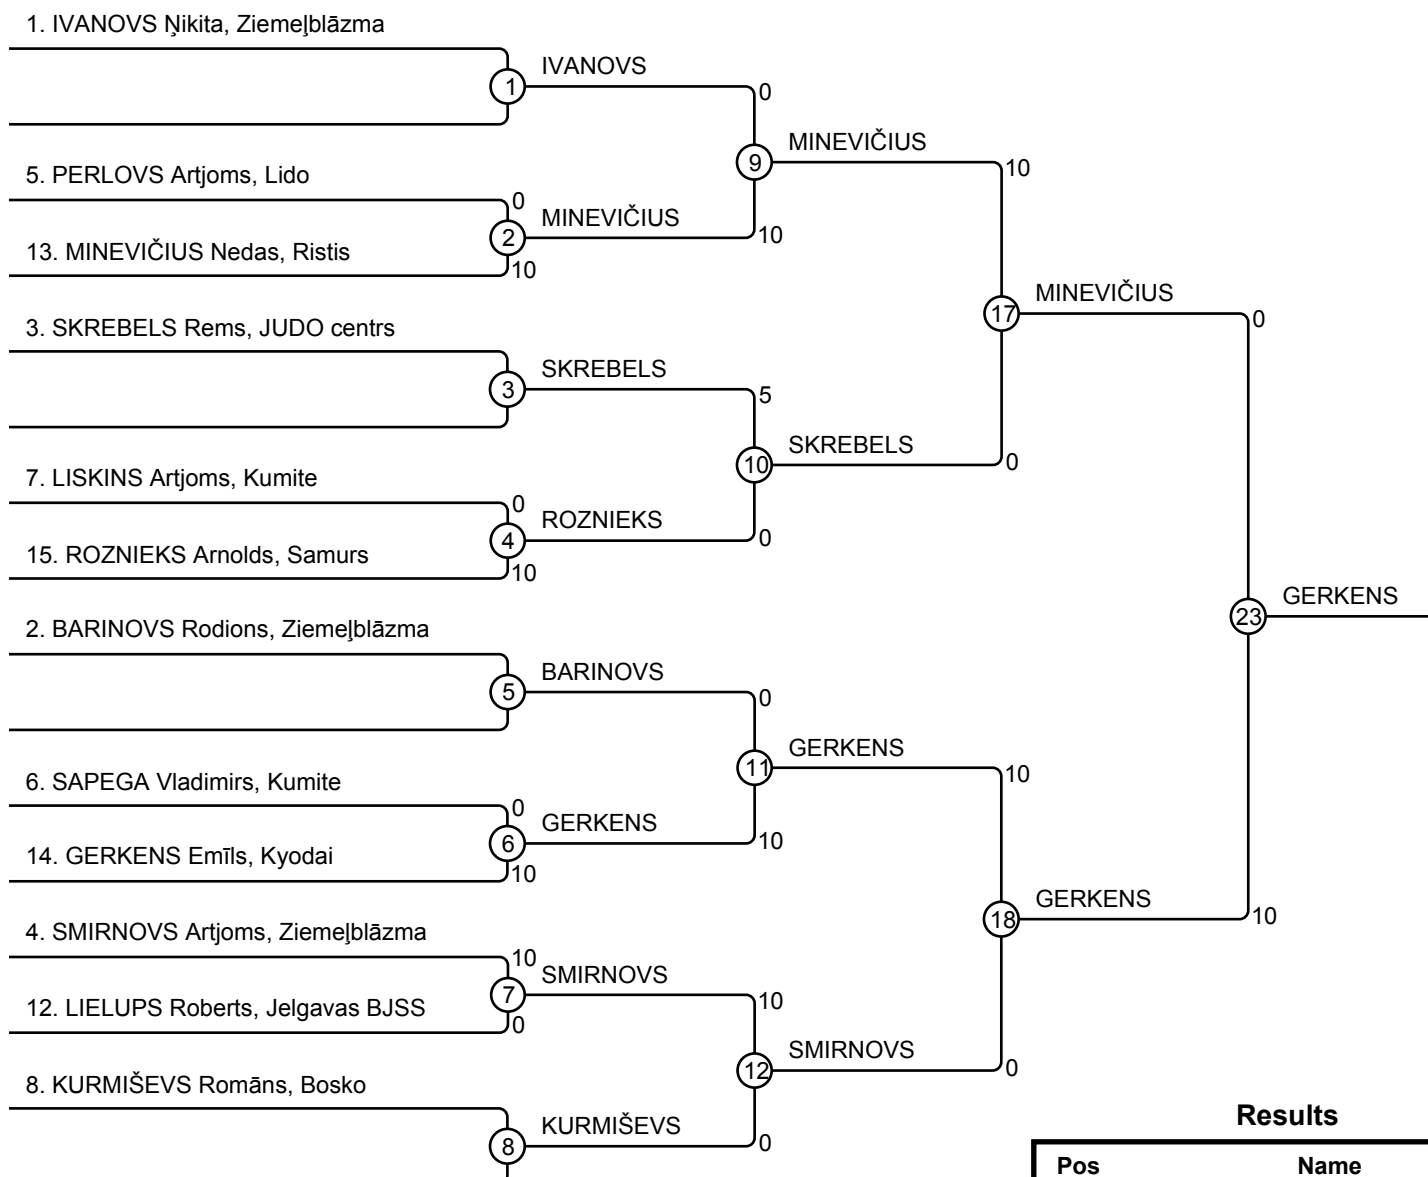 1. IVANOVS Ņikita, Ziemeļblāzma
1
IVANOVS
0
5. PERLOVS Artjoms, Lido
0
9
MINEVIČIUS
10
2
MINEVIČIUS
10
13. MINEVIČIUS Nedas, Ristis
10
17
MINEVIČIUS
0
3. SKREBELS Rems, JUDO centrs
3
SKREBELS
5
10
SKREBELS
0
7. LISKINS Artjoms, Kumite
0
4
ROZNIEKS
0
15. ROZNIEKS Arnolds, Samurs
10
23
GERKENS
2. BARINOVS Rodions, Ziemeļblāzma
5
BARINOVS
0
11
GERKENS
10
6. SAPEGA Vladimirs, Kumite
0
6
GERKENS
10
14. GERKENS Emīls, Kyodai
10
18
GERKENS
10
4. SMIRNOVS Artjoms, Ziemeļblāzma
10
7
SMIRNOVS
10
12. LIELUPS Roberts, Jelgavas BJSS
0
12
SMIRNOVS
0
8. KURMIŠEVS Romāns, Bosko
8
KURMIŠEVS
0
Results
Pos Name